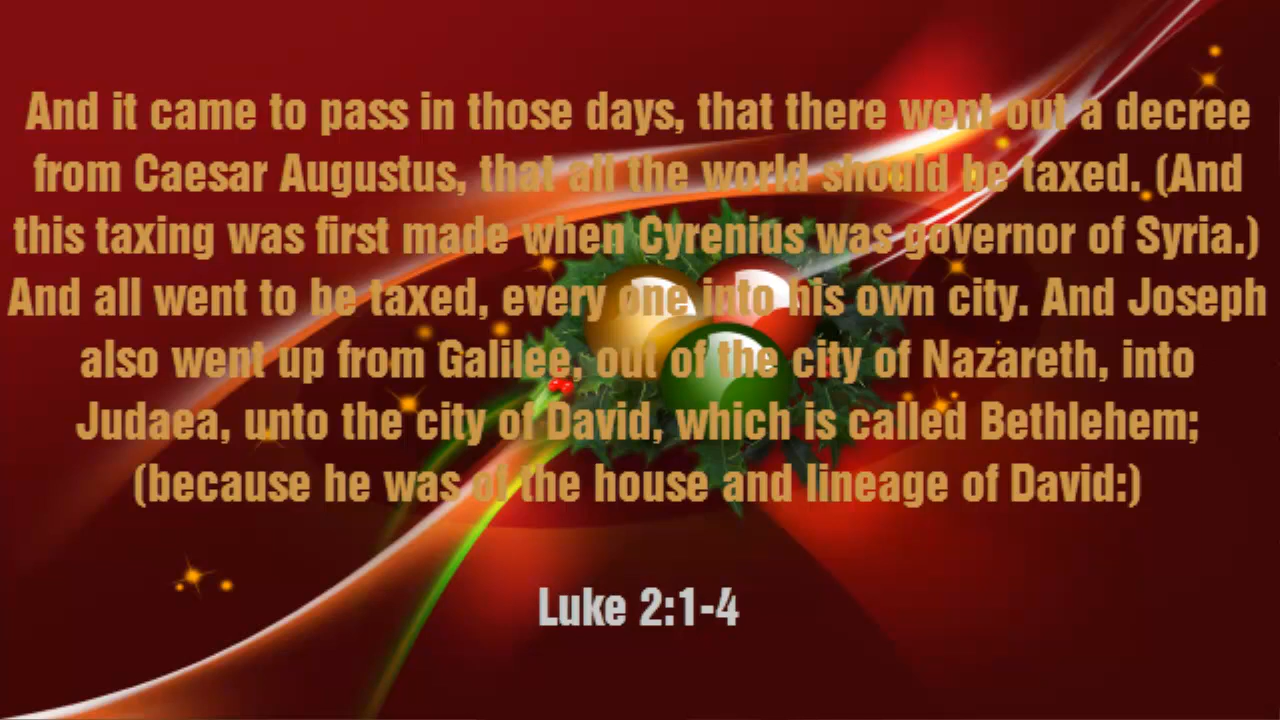 And it came to pass in those days, that there went out a decree
from Caesar Augustus, that all the world should be taxed. (And
this taxing was first made when Cyrenius was governor of Syria.)
And all went to be taxed, every one into his own city. And Joseph
also went up from Galilee, out of the city of Nazareth, into
Judaea, unto the city of David, which is called Bethlehem;
(because he was of the house and lineage of David:)
Luke 2:1-4